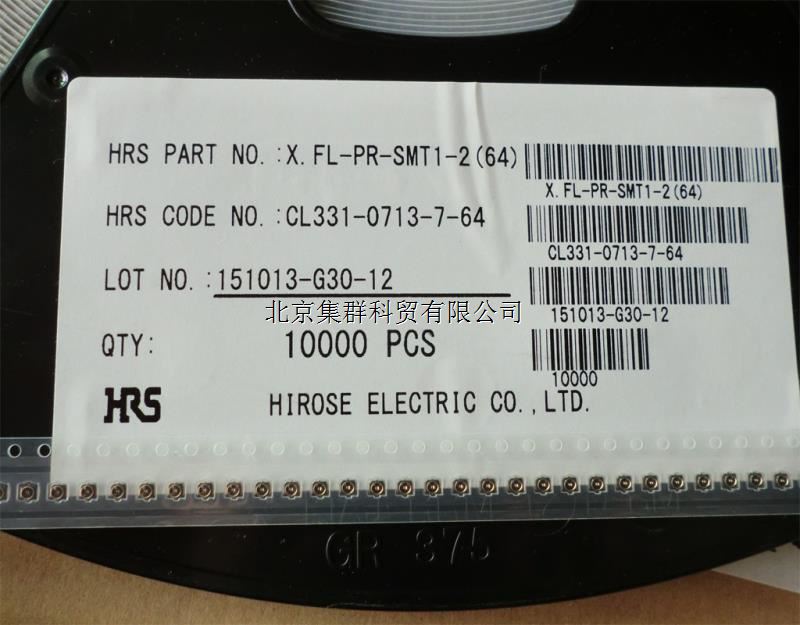 HRS PART NO.:X.FL-PR-SMT1-2(64)
X.FL-PR-SMT1-2(64)
HRS CODE NO.:CL331-0713-7-64
CL331-0713-7-64
LOT NO.:151013-G30-12
151013-G30-12
北京集群科贸有限公司
QTY: 10000 PCS
10000
HRS HIROSE ELECTRIC CO.,LTD.
GR 375